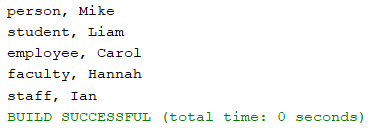 person, Mike
student, Liam
employee, Carol
faculty, Hannah
staff, Ian
BUILD SUCCESSFUL (total time: 0 seconds)